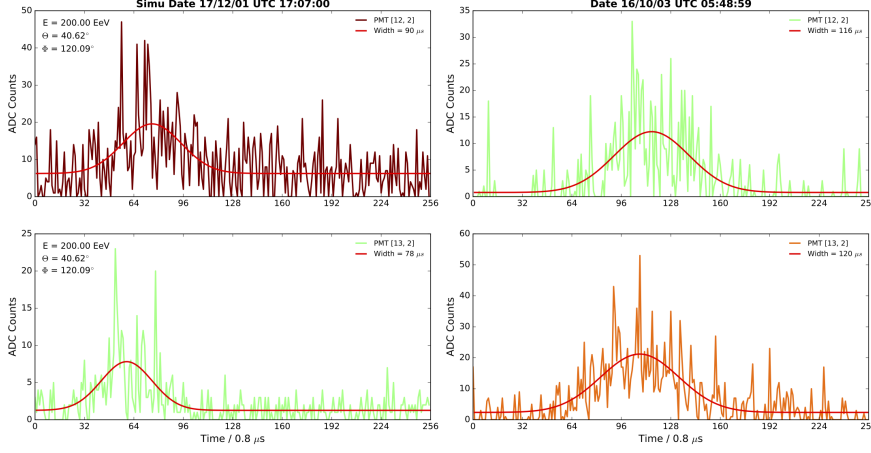 Simu Date 17/12/01 UTC 17:07:00
E = 200.00 EeV
Θ = 40.62°
Φ = 120.09°
PMT [12, 2]
Width = 90 μs
ADC Counts
50
40
30
20
10
0
0 32 64 96 128 160 192 224 256
Date 16/10/03 UTC 05:48:59
PMT [12, 2]
Width = 116 μs
ADC Counts
35
30
25
20
15
10
5
0
0 32 64 96 128 160 192 224 25
E = 200.00 EeV
Θ = 40.62°
Φ = 120.09°
PMT [13, 2]
Width = 78 μs
ADC Counts
25
20
15
10
5
0
0 32 64 96 128 160 192 224 256
Time / 0.8 μs
PMT [13, 2]
Width = 120 μs
ADC Counts
60
50
40
30
20
10
0
0 32 64 96 128 160 192 224 25
Time / 0.8 μs